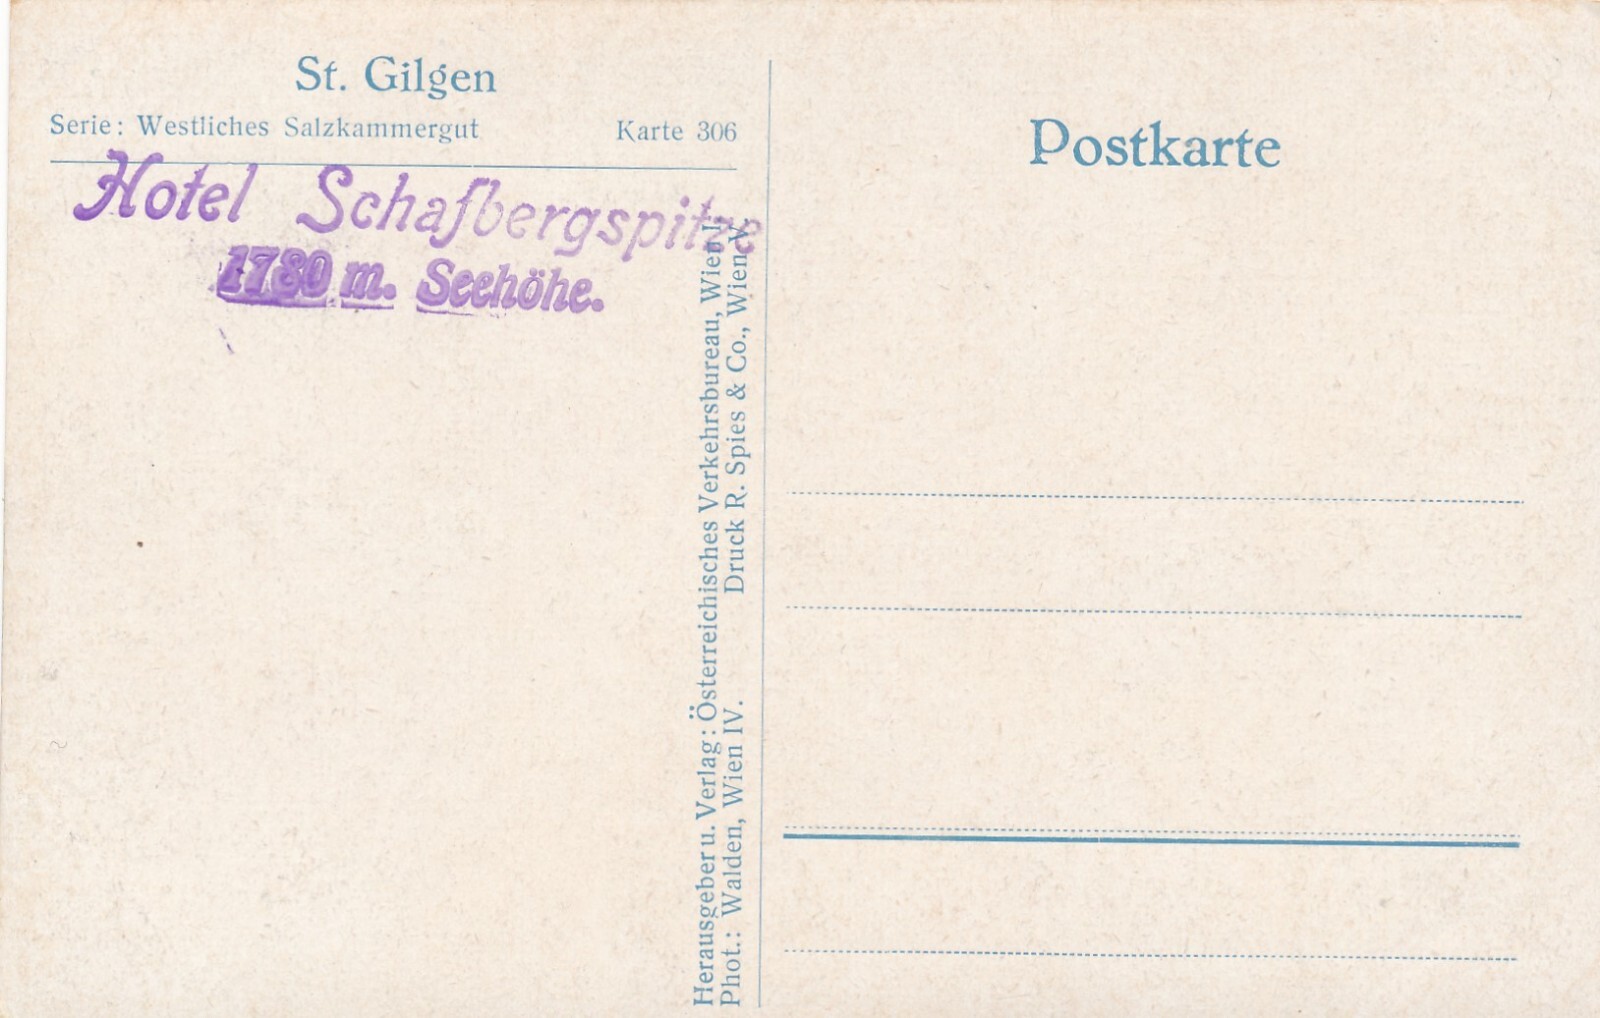 St. Gilgen
Serie: Westliches Salzkammergut Karte 306
Hotel Schafbergspitze
1780 m. Seehöhe.
Herausgeber u. Verlag: Österreichisches Verkehrsbureau, Wien I.
Phot.: Walden, Wien IV. Druck R. Spies & Co., Wien V.
Postkarte